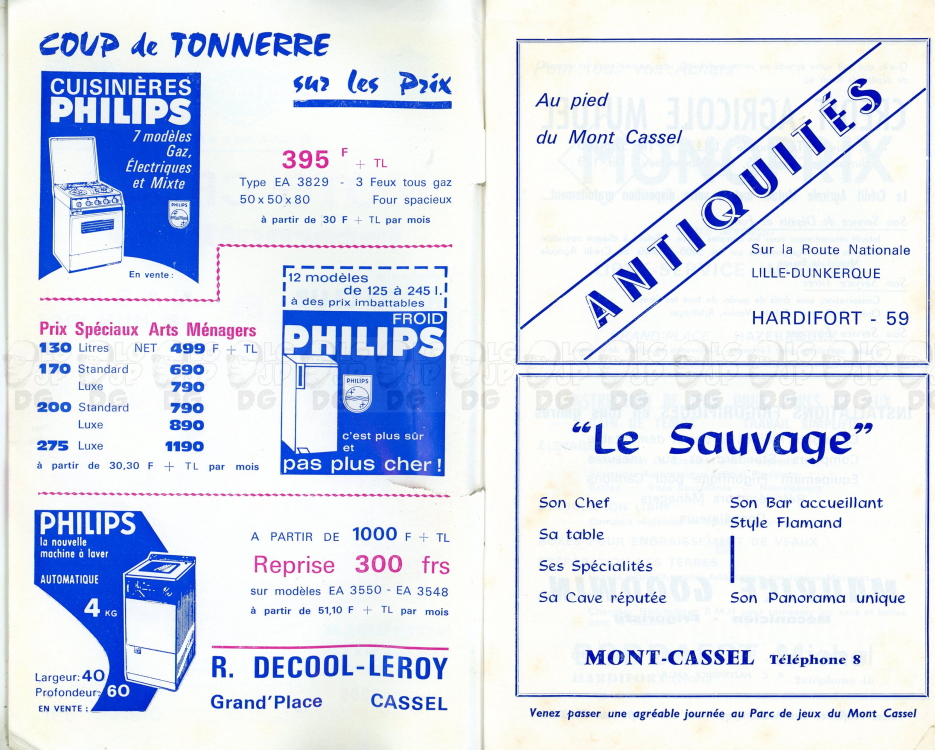 COUP de TONNERRE
sur les Prix
CUISINIÈRES
PHILIPS
7 modèles
Gaz,
Électriques
et Mixte
PHILIPS
En vente :
395 F + TL
Type EA 3829 - 3 Feux tous gaz
50 x 50 x 80 Four spacieux
à partir de 30 F + TL par mois
12 modèles
de 125 à 245 l.
à des prix imbattables
FROID
PHILIPS
PHILIPS
c'est plus sûr
et
pas plus cher !
Prix Spéciaux Arts Ménagers
130 Litres NET 499 F + TL
170 Standard 690
Luxe 790
200 Standard 790
Luxe 890
275 Luxe 1190
à partir de 30,30 F + TL par mois
PHILIPS
la nouvelle
machine à laver
AUTOMATIQUE
4 KG
Largeur: 40
Profondeur: 60
EN VENTE :
A PARTIR DE 1000 F + TL
Reprise 300 frs
sur modèles EA 3550 - EA 3548
à partir de 51,10 F + TL par mois
R. DECOOL-LEROY
Grand'Place CASSEL
Au pied
du Mont Cassel
ANTIQUITÉS
Sur la Route Nationale
LILLE-DUNKERQUE
HARDIFORT - 59
"Le Sauvage"
Son Chef
Sa table
Ses Spécialités
Sa Cave réputée
Son Bar accueillant
Style Flamand
Son Panorama unique
MONT-CASSEL Téléphone 8
Venez passer une agréable journée au Parc de jeux du Mont Cassel